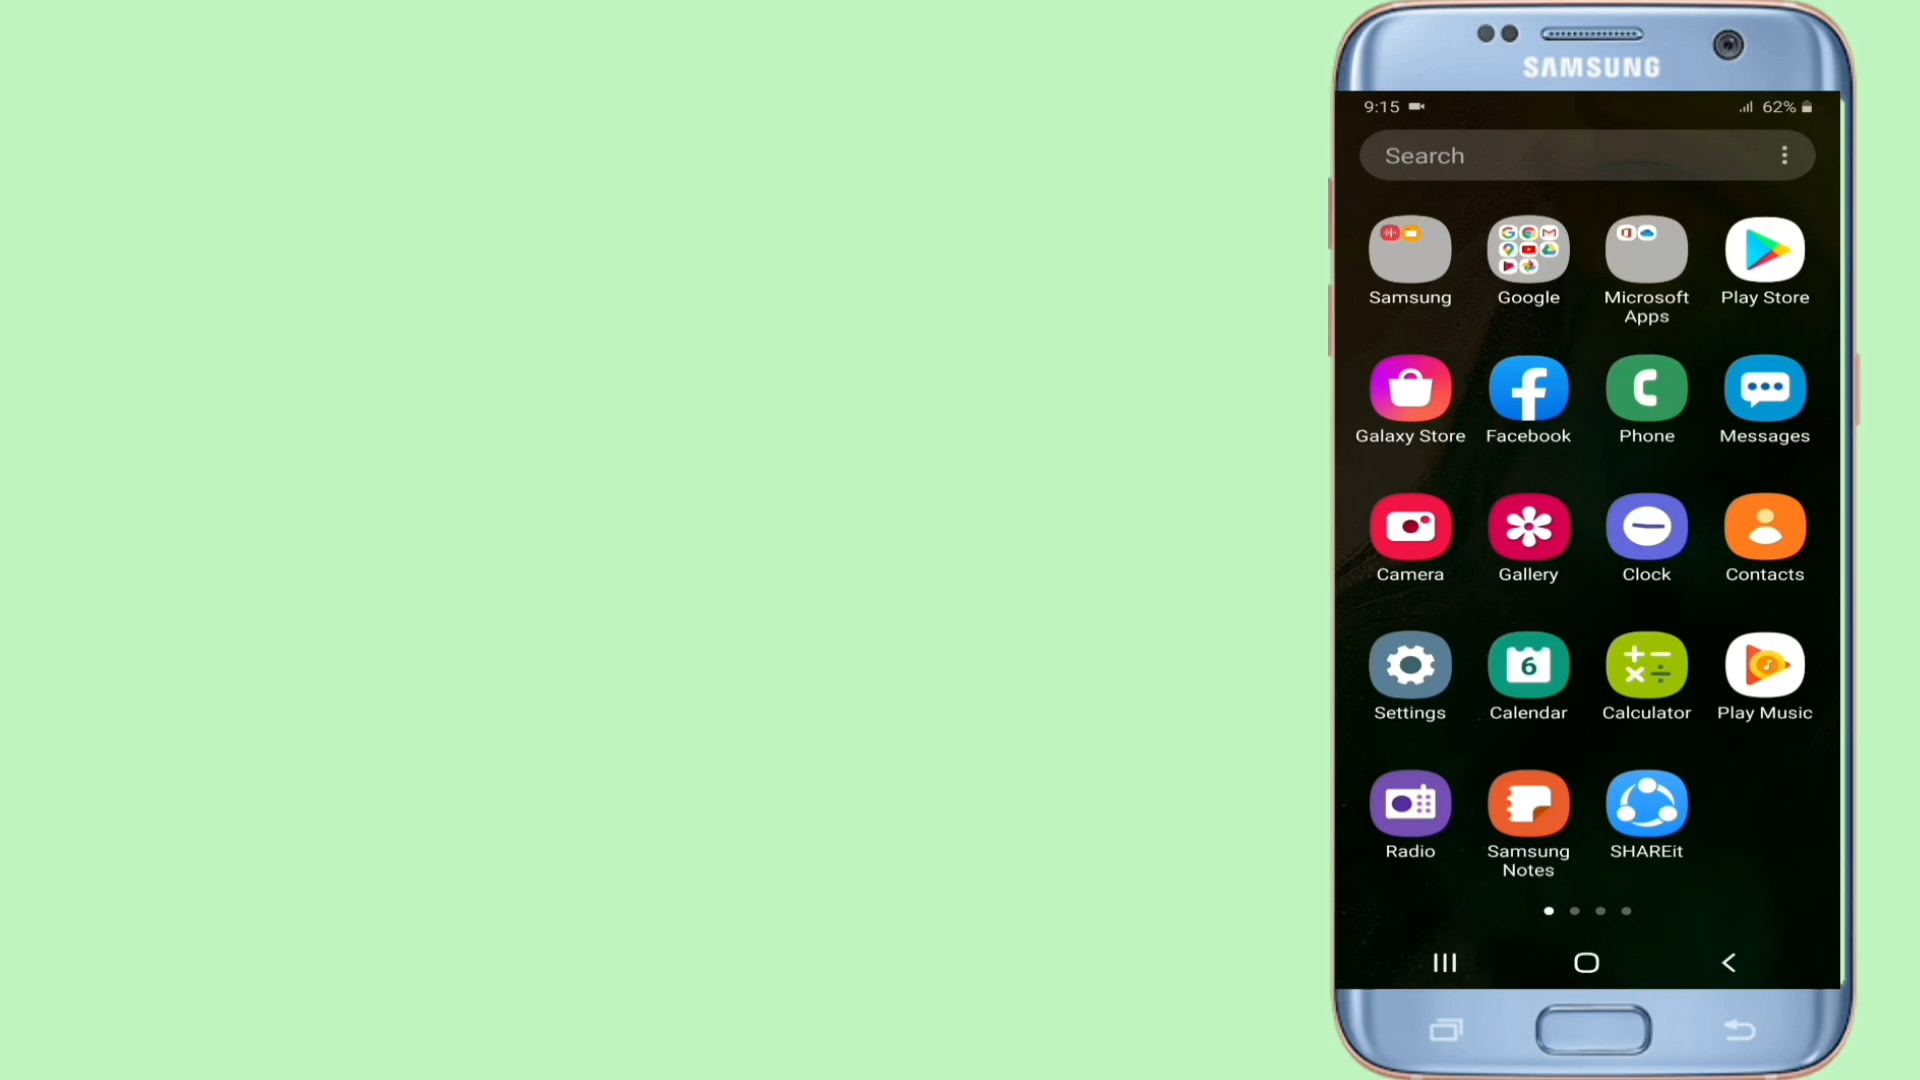 SAMSUNG
9:15 62%
Search
Samsung Google Microsoft Apps Play Store
Galaxy Store Facebook Phone Messages
Camera Gallery Clock Contacts
6
Settings Calendar Calculator Play Music
Radio Samsung Notes SHAREit